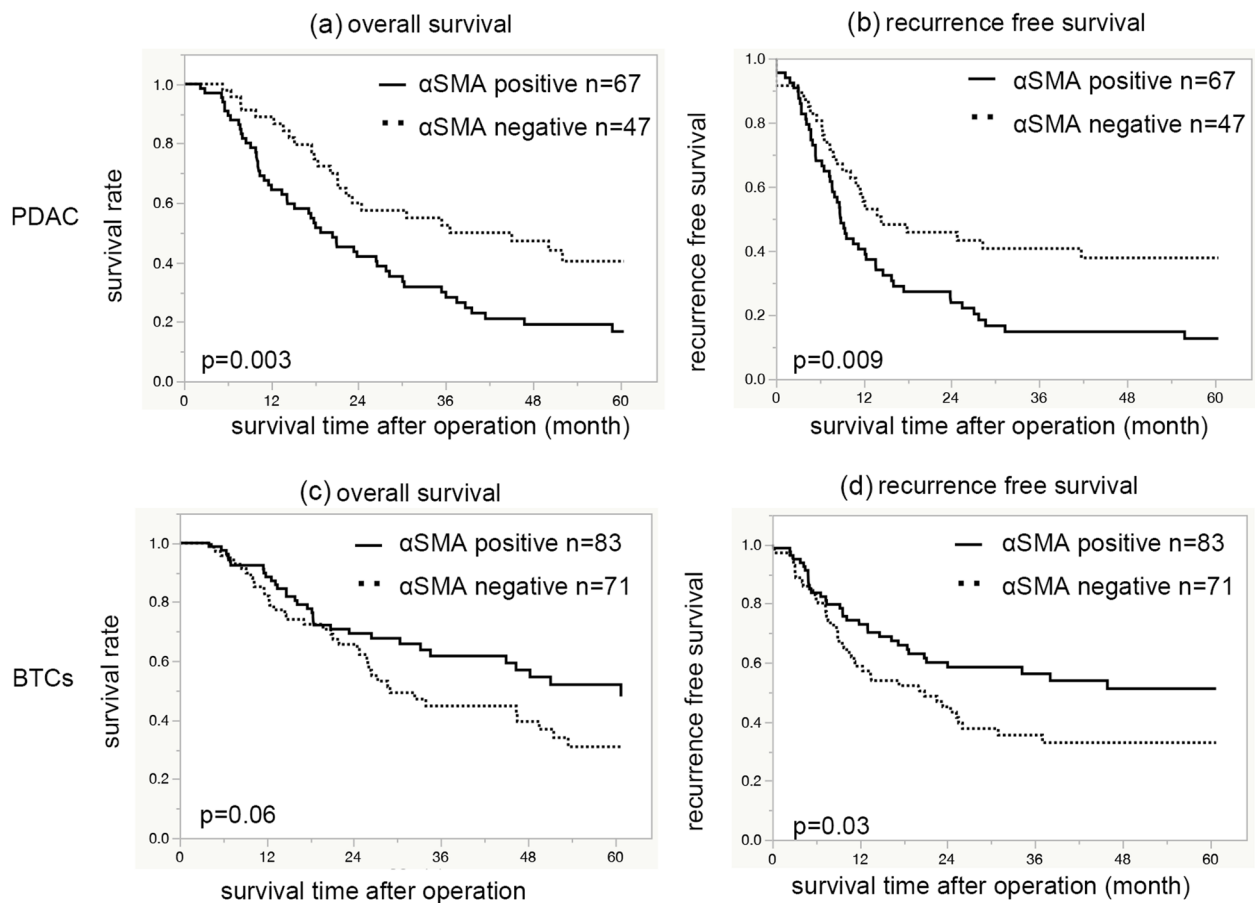 (a) overall survival
1.0
0.8
0.6
0.4
0.2
0.0
survival rate
αSMA positive n=67
αSMA negative n=47
p=0.003
0 12 24 36 48 60
survival time after operation (month)
PDAC
(b) recurrence free survival
1.0
0.8
0.6
0.4
0.2
0.0
recurrence free survival
αSMA positive n=67
αSMA negative n=47
p=0.009
0 12 24 36 48 60
survival time after operation (month)
(c) overall survival
1.0
0.8
0.6
0.4
0.2
0.0
survival rate
αSMA positive n=83
αSMA negative n=71
p=0.06
0 12 24 36 48 60
survival time after operation
BTCs
(d) recurrence free survival
1.0
0.8
0.6
0.4
0.2
0.0
recurrence free survival
αSMA positive n=83
αSMA negative n=71
p=0.03
0 12 24 36 48 60
survival time after operation (month)